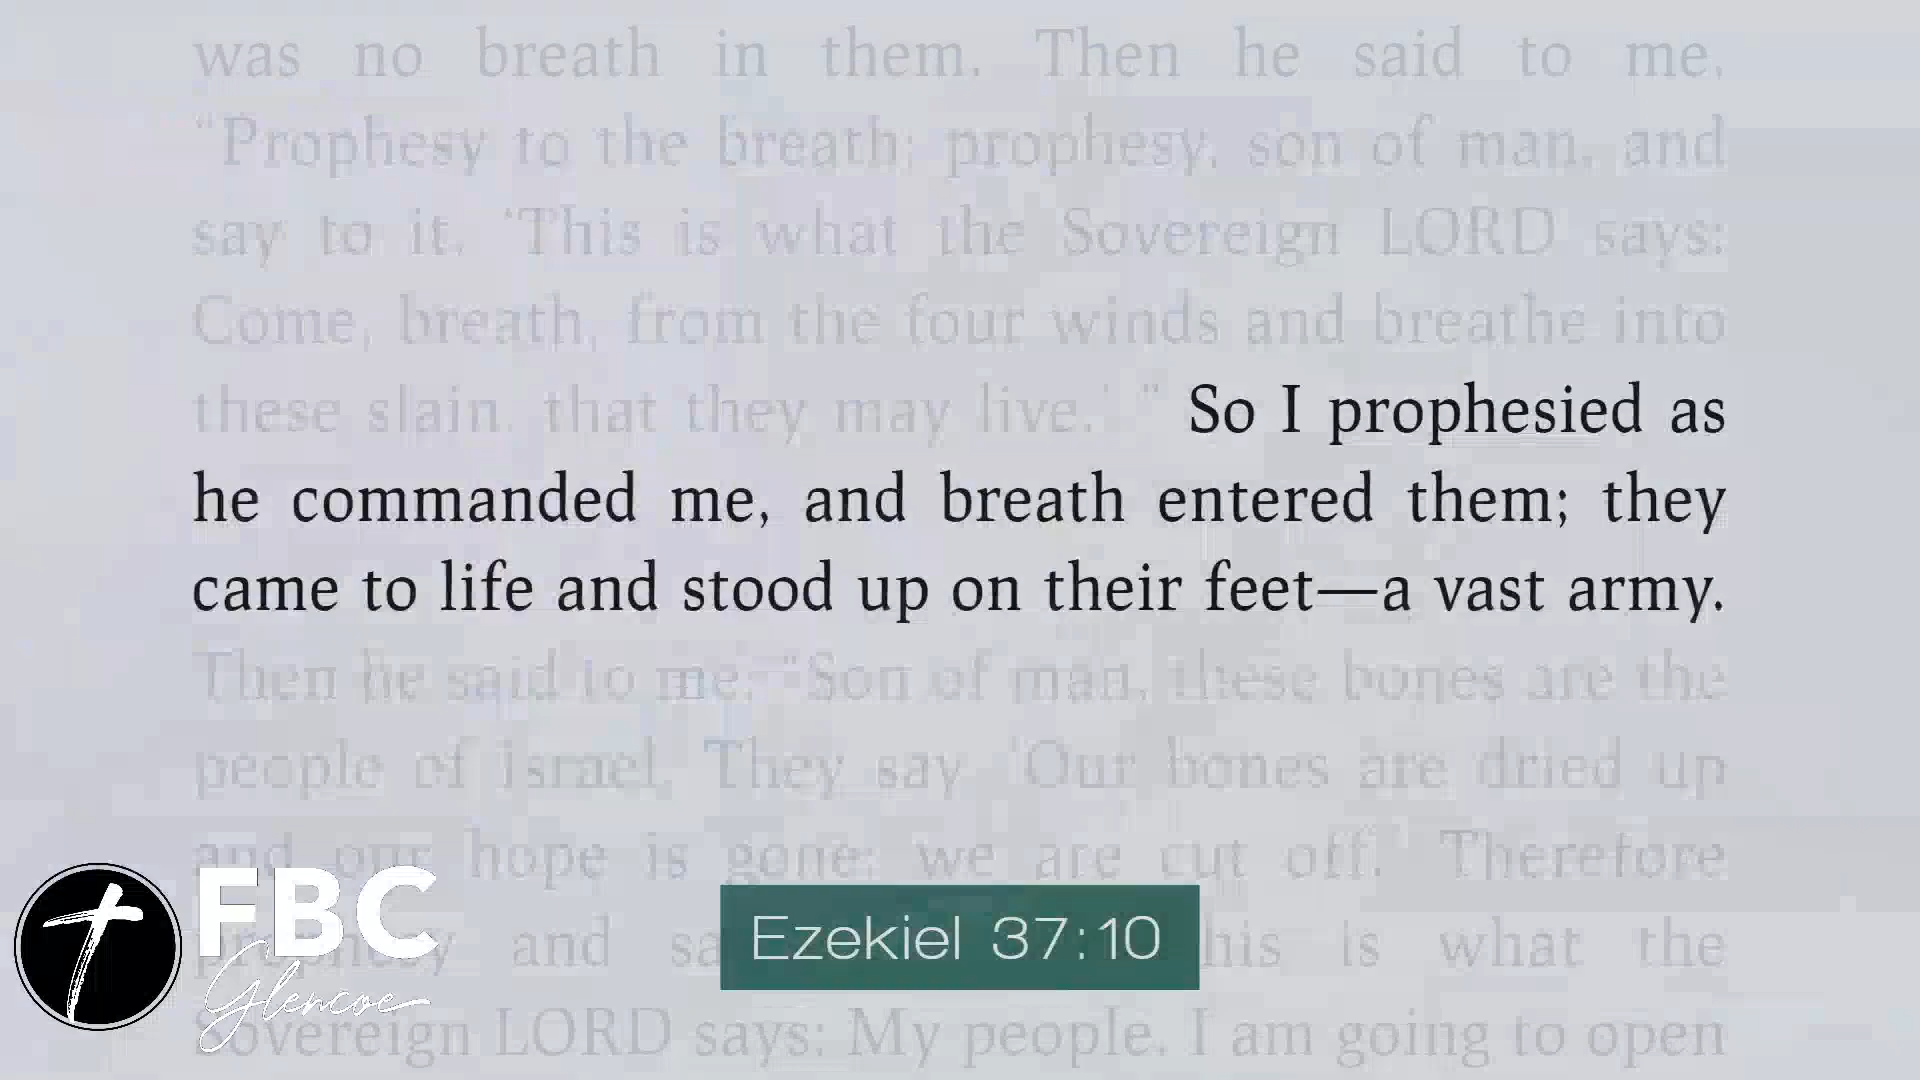 was no breath in them. Then he said to me,
“Prophesy to the breath; prophesy, son of man, and
say to it, ‘This is what the Sovereign LORD says:
Come, breath, from the four winds and breathe into
these slain, that they may live.’ ” So I prophesied as
he commanded me, and breath entered them; they
came to life and stood up on their feet—a vast army.
Then he said to me: “Son of man, these bones are the
people of Israel. They say, ‘Our bones are dried up
and our hope is gone; we are cut off.’ Therefore
prophesy and his is what the
Sovereign LORD says: My people, I am going to open
Ezekiel 37:10
FBC
Glencoe